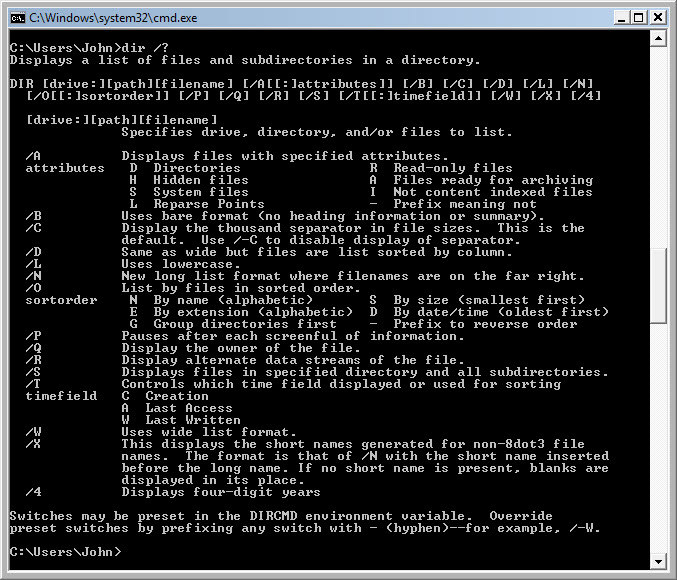 C:\Windows\system32\cmd.exe
C:\Users\John>dir /?
Displays a list of files and subdirectories in a directory.

DIR [drive:][path][filename] [/A[[:]attributes]] [/B] [/C] [/D] [/L] [/N]
  [/O[[:]sortorder]] [/P] [/Q] [/R] [/S] [/T[[:]timefield]] [/W] [/X] [/4]

  [drive:][path][filename]
              Specifies drive, directory, and/or files to list.

  /A          Displays files with specified attributes.
  attributes   D  Directories                R  Read-only files
               H  Hidden files               A  Files ready for archiving
               S  System files               I  Not content indexed files
               L  Reparse Points             -  Prefix meaning not
  /B          Uses bare format (no heading information or summary).
  /C          Display the thousand separator in file sizes.  This is the
              default.  Use /-C to disable display of separator.
  /D          Same as wide but files are list sorted by column.
  /L          Uses lowercase.
  /N          New long list format where filenames are on the far right.
  /O          List by files in sorted order.
  sortorder    N  By name (alphabetic)       S  By size (smallest first)
               E  By extension (alphabetic)  D  By date/time (oldest first)
               G  Group directories first    -  Prefix to reverse order
  /P          Pauses after each screenful of information.
  /Q          Display the owner of the file.
  /R          Display alternate data streams of the file.
  /S          Displays files in specified directory and all subdirectories.
  /T          Controls which time field displayed or used for sorting
  timefield   C  Creation
              A  Last Access
              W  Last Written
  /W          Uses wide list format.
  /X          This displays the short names generated for non-8dot3 file
              names.  The format is that of /N with the short name inserted
              before the long name. If no short name is present, blanks are
              displayed in its place.
  /4          Displays four-digit years

Switches may be preset in the DIRCMD environment variable.  Override
preset switches by prefixing any switch with - (hyphen)--for example, /-W.

C:\Users\John>